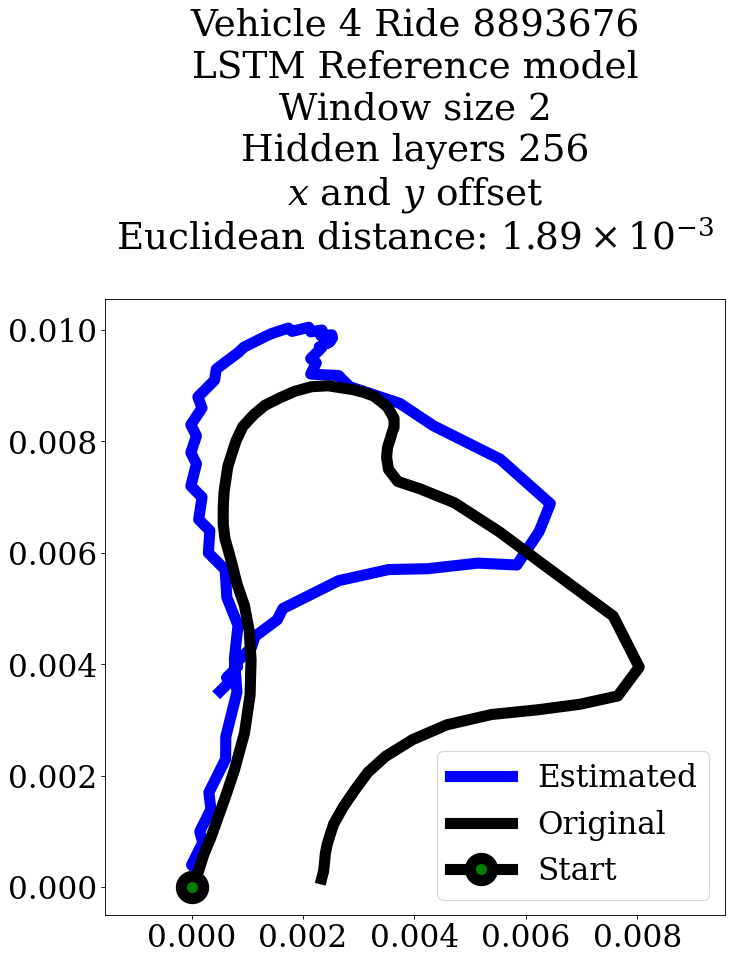 Vehicle 4 Ride 8893676
LSTM Reference model
Window size 2
Hidden layers 256
x and y offset
Euclidean distance: 1.89 × 10⁻³
0.010
0.008
0.006
0.004
0.002
0.000
Estimated
Original
Start
0.000 0.002 0.004 0.006 0.008